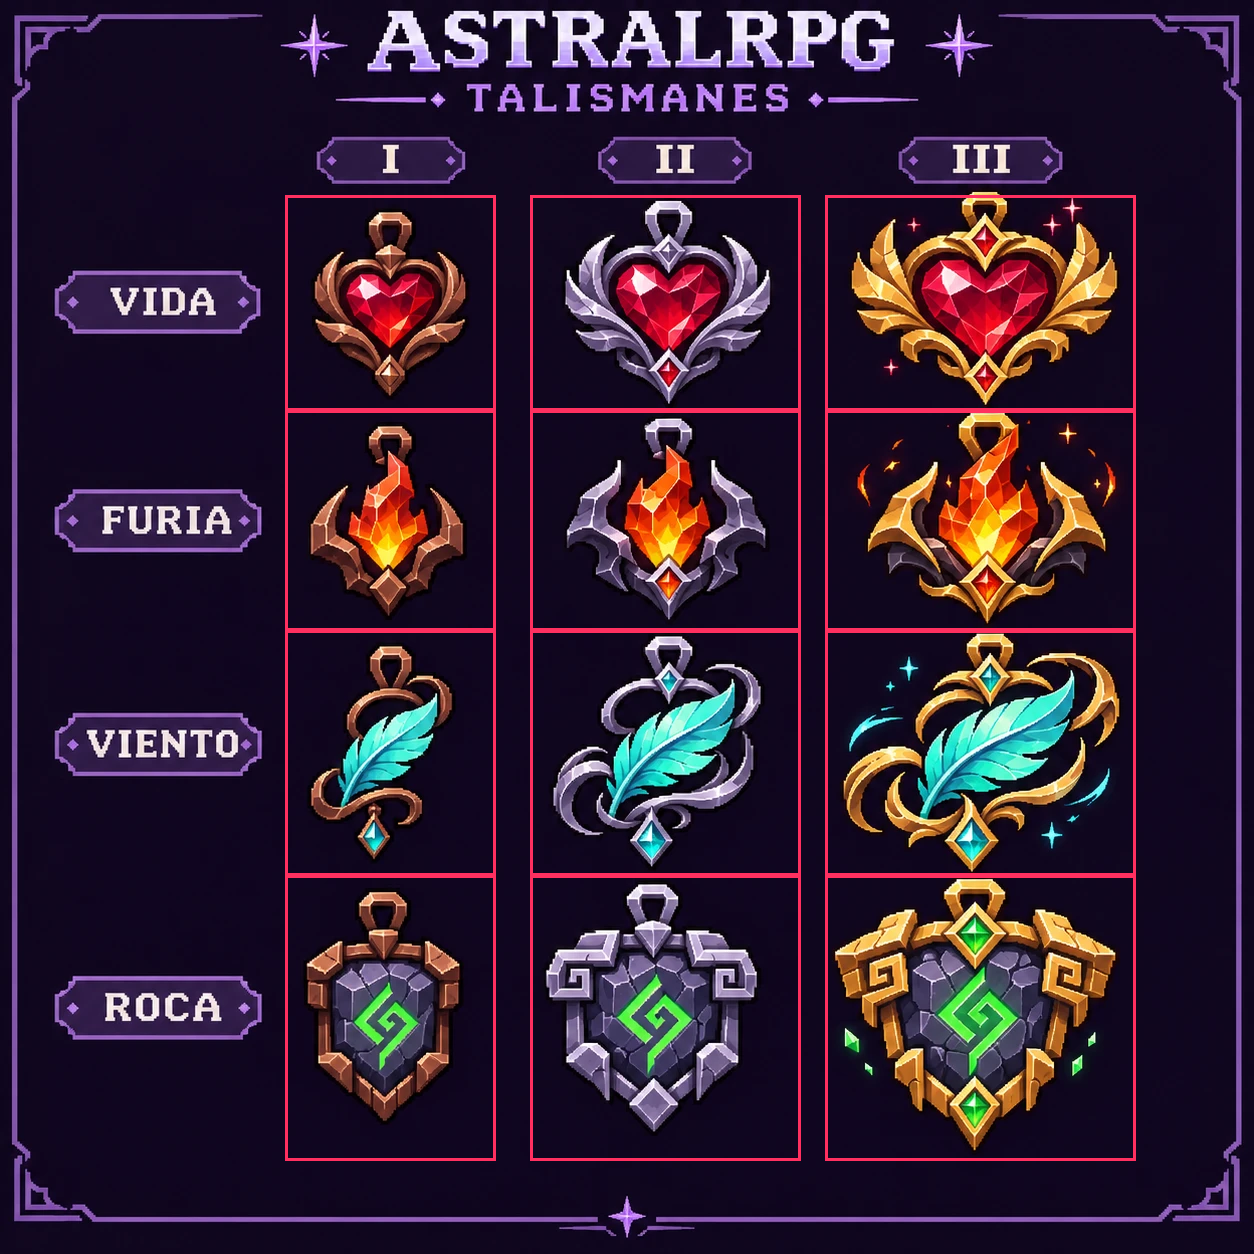 ASTRALRPG
TALISMANES
I II III
VIDA
FURIA
VIENTO
ROCA